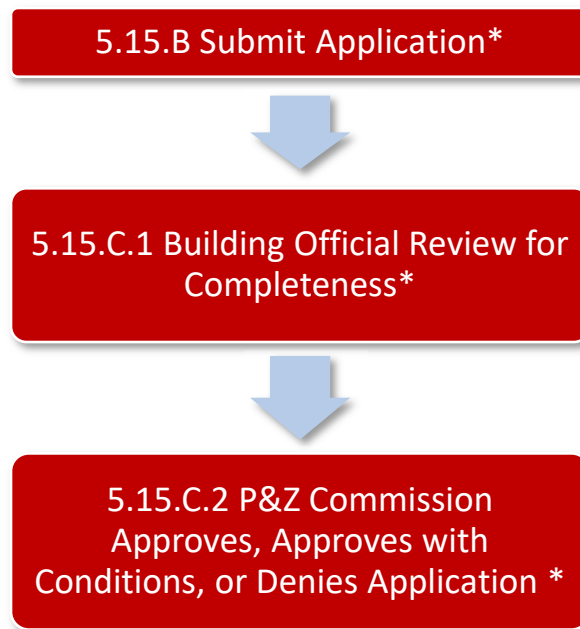 5.15.B Submit Application*
5.15.C.1 Building Official Review for
Completeness*
5.15.C.2 P&Z Commission
Approves, Approves with
Conditions, or Denies Application *